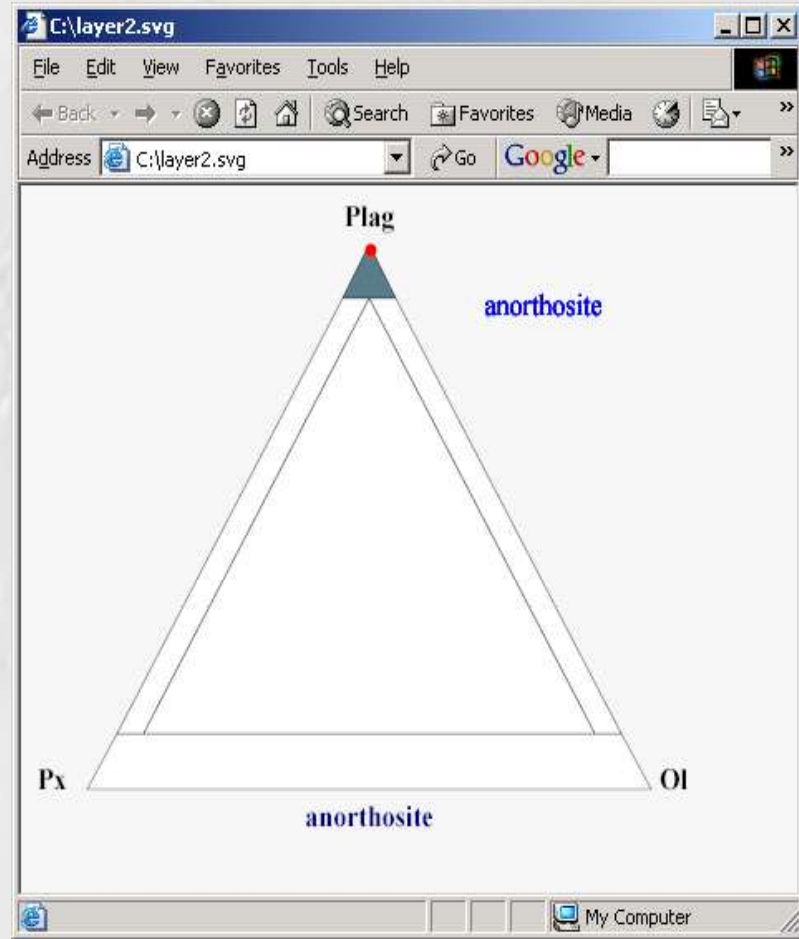 C:\layer2.svg
File Edit View Favorites Tools Help
Back Search Favorites Media »
Address C:\layer2.svg Go Google »
Plag
anorthosite
Px Ol
anorthosite
My Computer